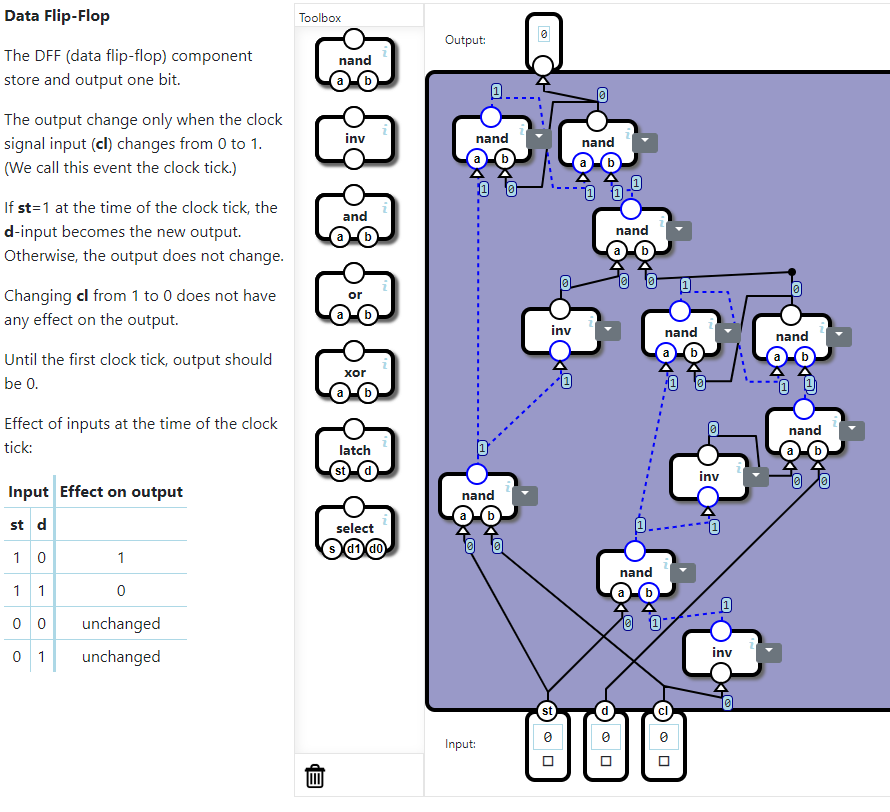 Data Flip-Flop
The DFF (data flip-flop) component
store and output one bit.
The output change only when the clock
signal input (cl) changes from 0 to 1.
(We call this event the clock tick.)
If st=1 at the time of the clock tick, the
d-input becomes the new output.
Otherwise, the output does not change.
Changing cl from 1 to 0 does not have
any effect on the output.
Until the first clock tick, output should
be 0.
Effect of inputs at the time of the clock
tick:
Input Effect on output
st d
1 0 1
1 1 0
0 0 unchanged
0 1 unchanged
Toolbox
nand
i
a b
inv
i
and
i
a b
or
i
a b
xor
i
a b
latch
i
st d
select
i
s d1 d0
Output:
0
1 0
nand i nand i
a b a b
1 0 1 1 1
nand i
a b
0 0 0 1 0
inv i nand i nand i
a b a b
1 1 0 1 1
nand i
a b
0 0 0
1
inv i
nand i
a b
1 1
0 0
nand i
a b
0 1 1
inv i
0
st d cl
Input:
0 0 0